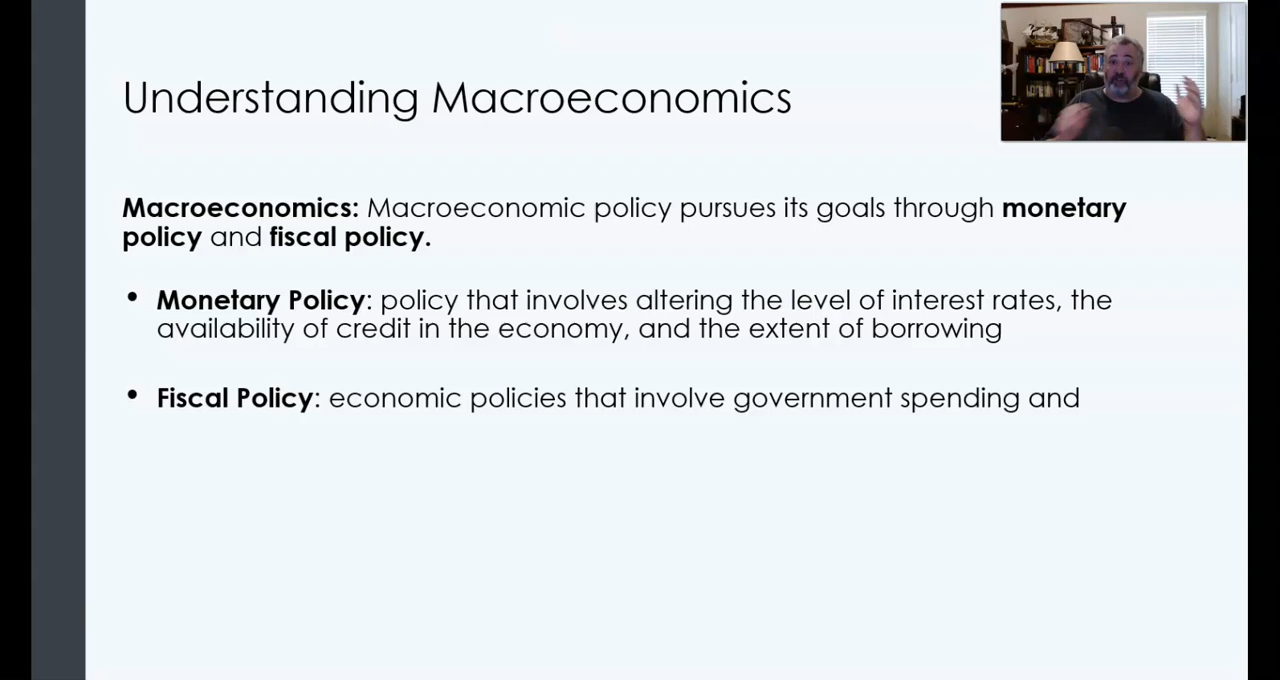 Understanding Macroeconomics
Macroeconomics: Macroeconomic policy pursues its goals through monetary
policy and fiscal policy.
• Monetary Policy: policy that involves altering the level of interest rates, the
availability of credit in the economy, and the extent of borrowing
• Fiscal Policy: economic policies that involve government spending and